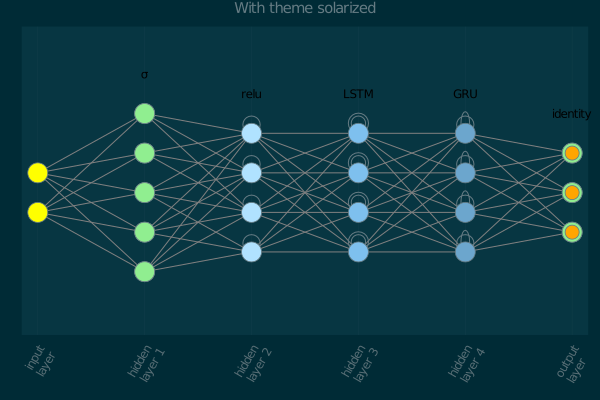 With theme solarized
σ
relu
LSTM
GRU
identity
input
layer
hidden
layer 1
hidden
layer 2
hidden
layer 3
hidden
layer 4
output
layer